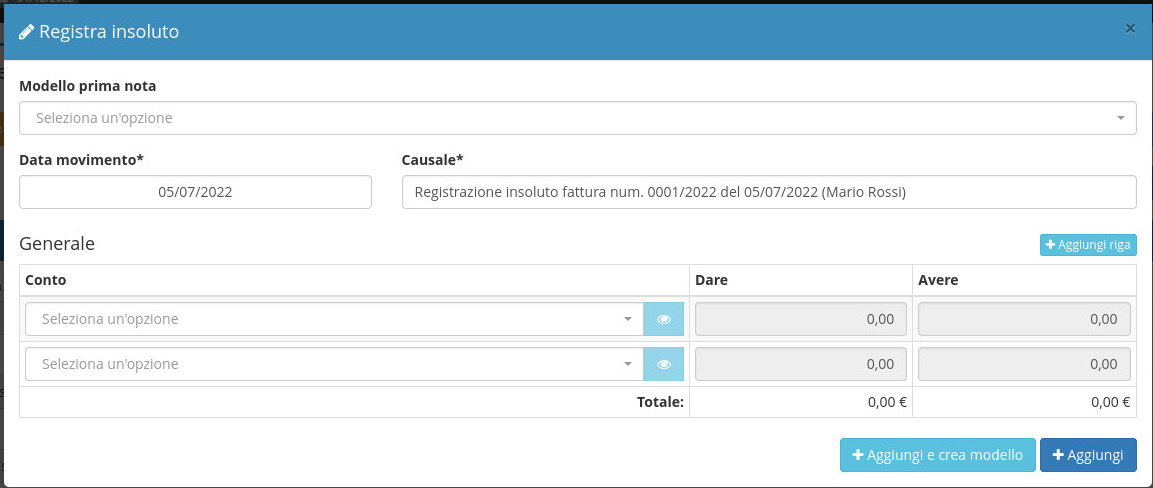 Registra insoluto
×
Modello prima nota
Seleziona un'opzione
Data movimento* Causale*
05/07/2022 Registrazione insoluto fattura num. 0001/2022 del 05/07/2022 (Mario Rossi)
Generale + Aggiungi riga
Conto Dare Avere
Seleziona un'opzione 0,00 0,00
Seleziona un'opzione 0,00 0,00
Totale: 0,00 € 0,00 €
+ Aggiungi e crea modello + Aggiungi